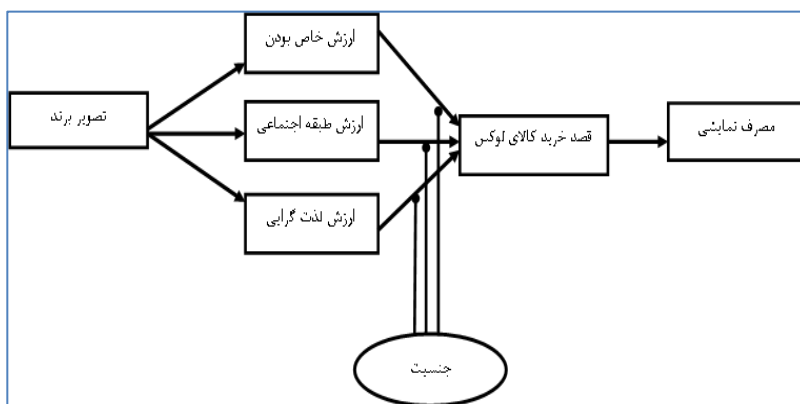 ارزش خاص بودن
تصویر برند
ارزش طبقه اجتماعی
قصد خرید کالای لوکس
مصرف نمایشی
ارزش لذت گرایی
جنسیت